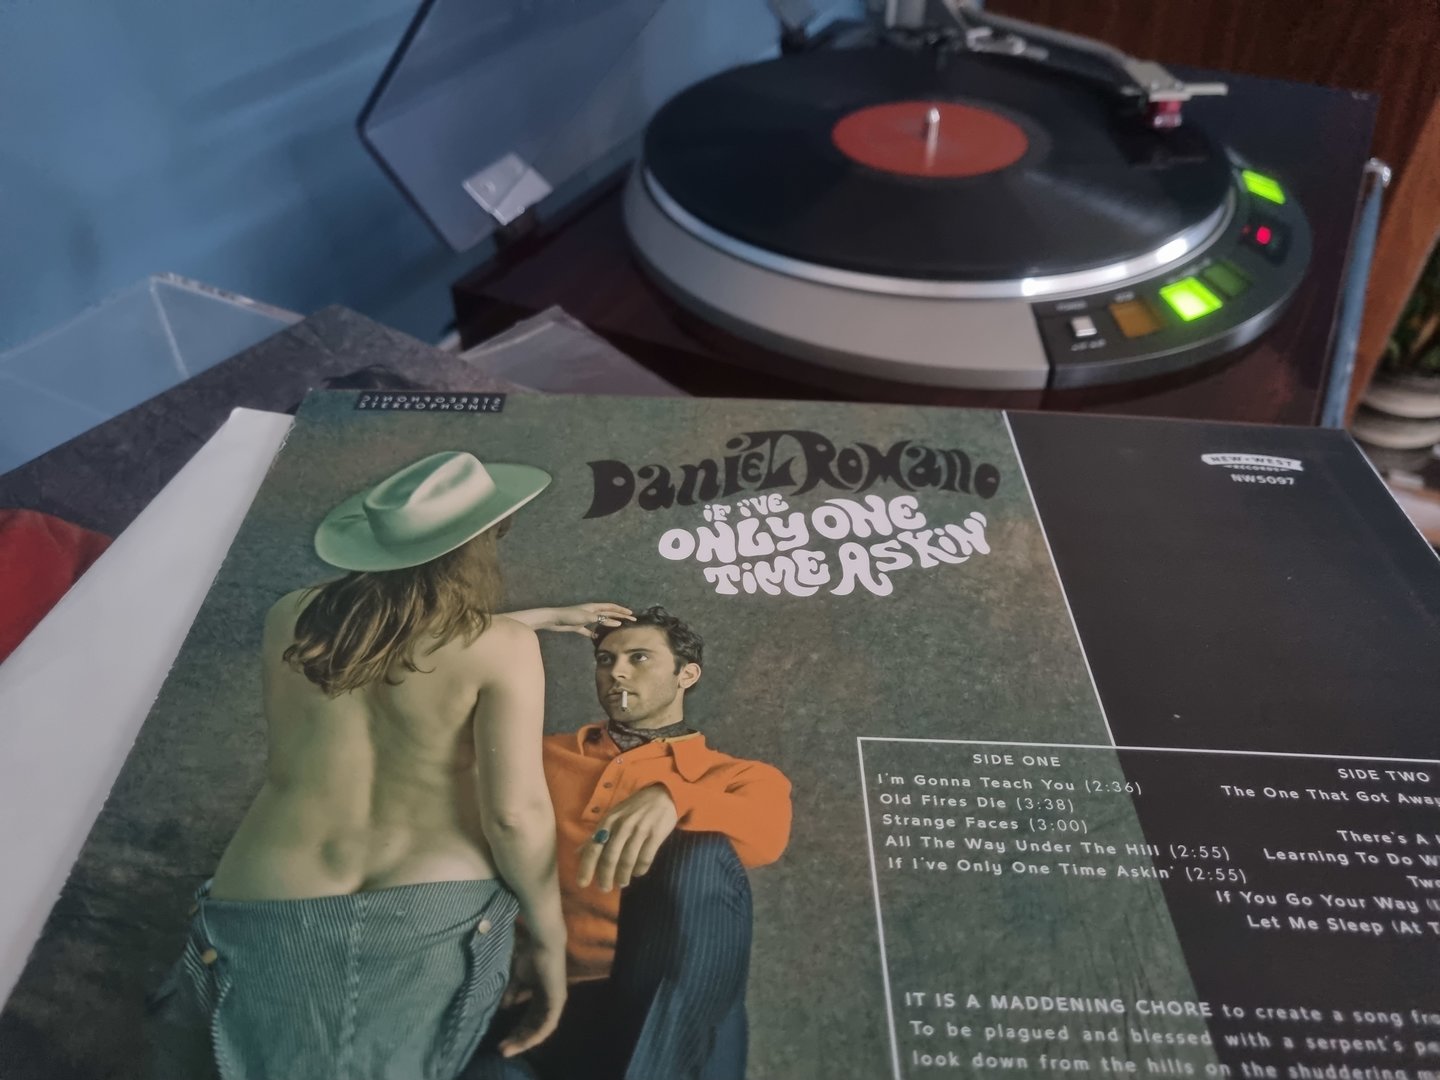 STEREOPHONIC
STEREOPHONIC
DANiEL ROMANO
iF i'VE
ONLY ONE
TiME ASKiN'
NEW WEST
RECORDS
NW5097
SIDE ONE
I'm Gonna Teach You (2:36)
Old Fires Die (3:38)
Strange Faces (3:00)
All The Way Under The Hill (2:55)
If I've Only One Time Askin' (2:55)
SIDE TWO
The One That Got Away
There's A
Learning To Do
If You Go Your Way
Let Me Sleep (At
IT IS A MADDENING CHORE to create a song
To be plagued and blessed with a serpent's
look down from the hills on the shuddering